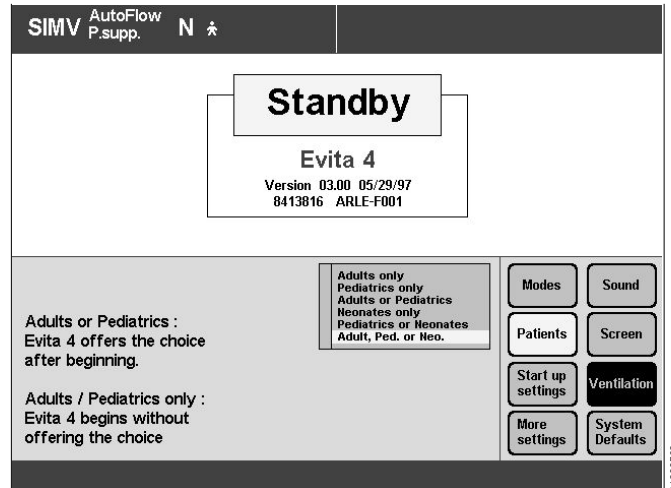 SIMV AutoFlow
P.supp. N
Standby
Evita 4
Version 03.00 05/29/97
8413816 ARLE-F001
Adults only
Pediatrics only
Adults or Pediatrics
Neonates only
Pediatrics or Neonates
Adult, Ped. or Neo.
Adults or Pediatrics :
Evita 4 offers the choice
after beginning.
Adults / Pediatrics only :
Evita 4 begins without
offering the choice
Modes
Sound
Patients
Screen
Start up
settings
Ventilation
More
settings
System
Defaults